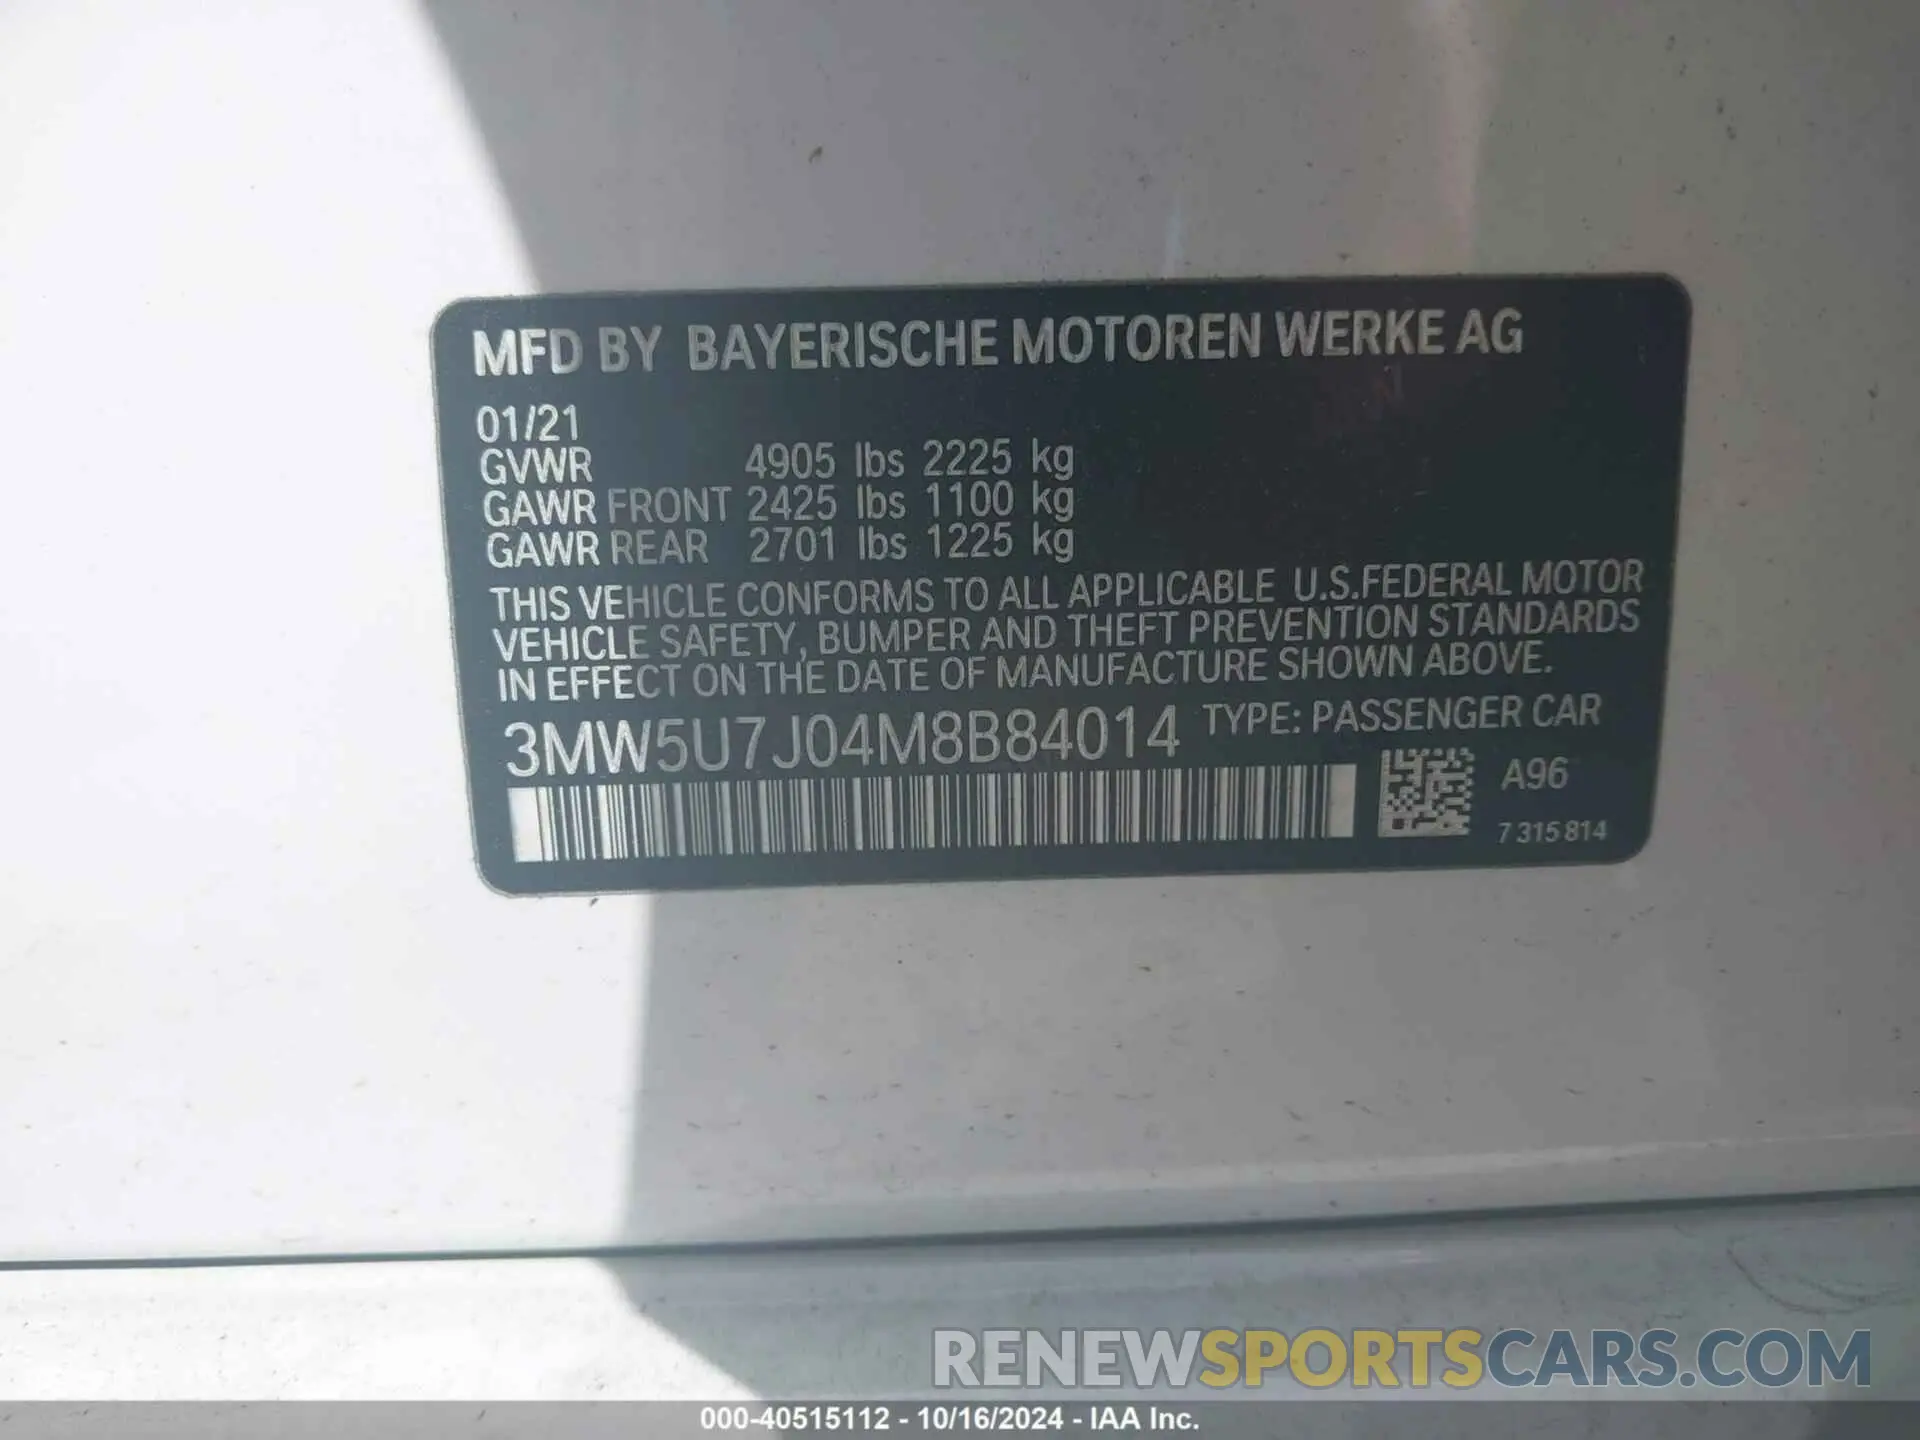 MFD BY BAYERISCHE MOTOREN WERKE AG
01/21
GVWR 4905 lbs 2225 kg
GAWR FRONT 2425 lbs 1100 kg
GAWR REAR 2701 lbs 1225 kg
THIS VEHICLE CONFORMS TO ALL APPLICABLE U.S.FEDERAL MOTOR
VEHICLE SAFETY, BUMPER AND THEFT PREVENTION STANDARDS
IN EFFECT ON THE DATE OF MANUFACTURE SHOWN ABOVE.
3MW5U7J04M8B84014 TYPE: PASSENGER CAR
A96
7 315 814
RENEWSPORTSCARS.COM
000-40515112 - 10/16/2024 - IAA Inc.